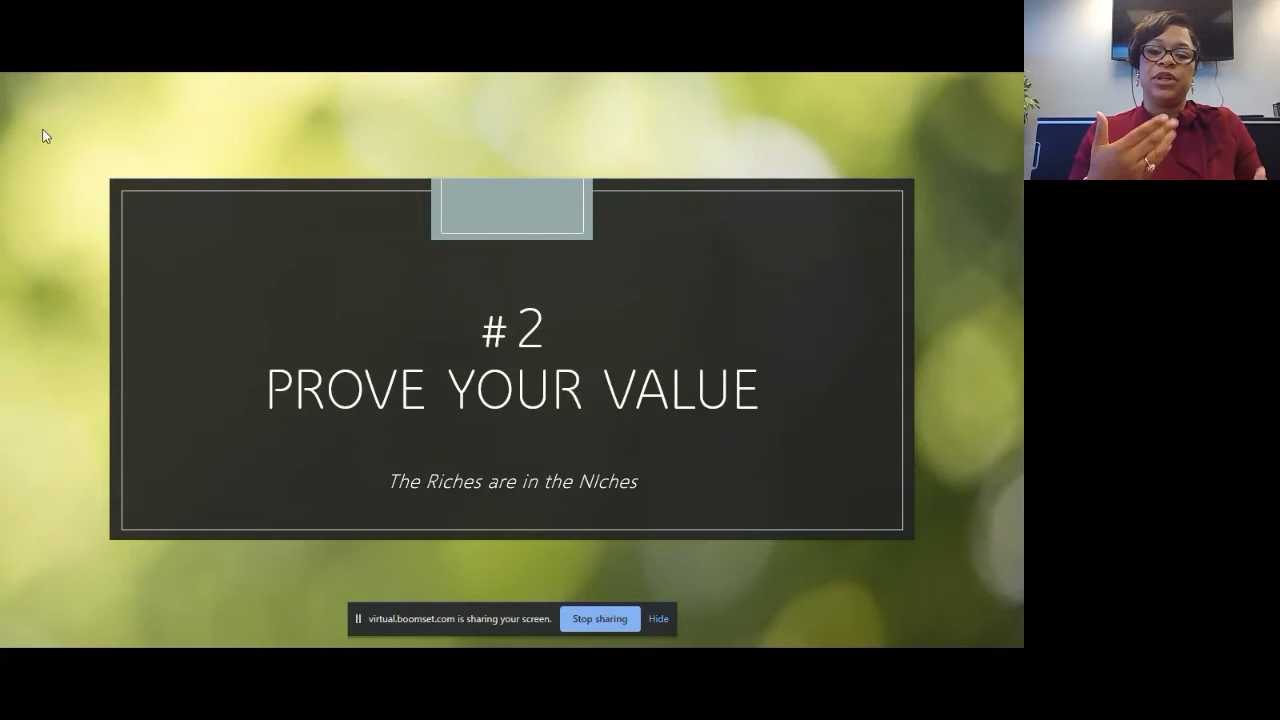 #2
PROVE YOUR VALUE
The Riches are in the NIches
virtual.boomset.com is sharing your screen.
Stop sharing
Hide